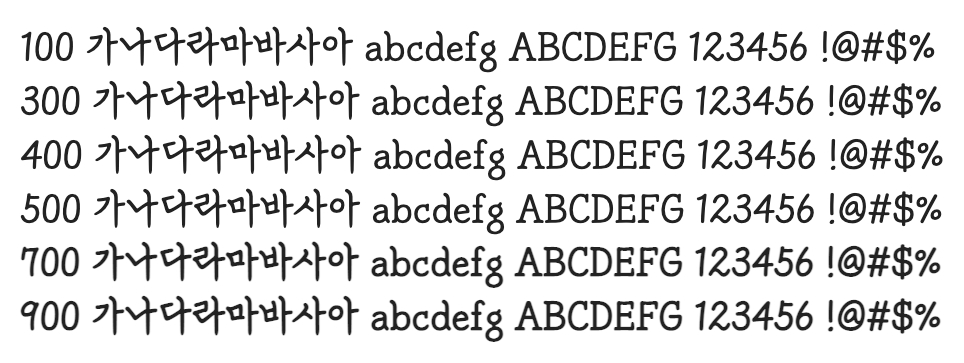 100 가나다라마바사아 abcdefg ABCDEFG 123456 !@#$%
300 가나다라마바사아 abcdefg ABCDEFG 123456 !@#$%
400 가나다라마바사아 abcdefg ABCDEFG 123456 !@#$%
500 가나다라마바사아 abcdefg ABCDEFG 123456 !@#$%
700 가나다라마바사아 abcdefg ABCDEFG 123456 !@#$%
900 가나다라마바사아 abcdefg ABCDEFG 123456 !@#$%